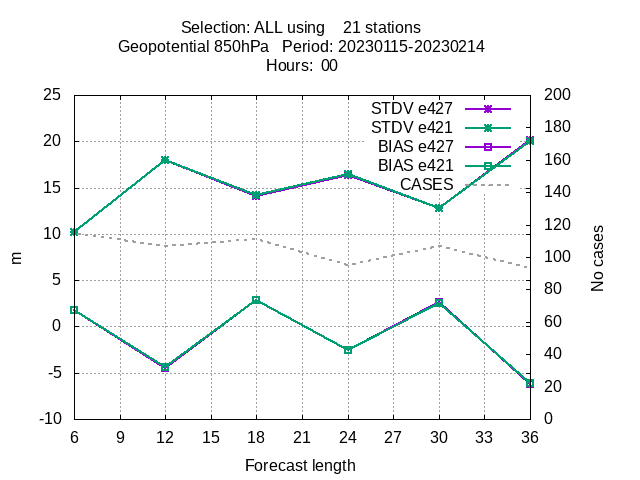 Selection: ALL using    21 stations
Geopotential 850hPa   Period: 20230115-20230214
Hours:  00
25
20
15
10
5
0
-5
-10
m
200
180
160
140
120
100
80
60
40
20
0
No cases
STDV e427
STDV e421
BIAS e427
BIAS e421
CASES
6 9 12 15 18 21 24 27 30 33 36
Forecast length